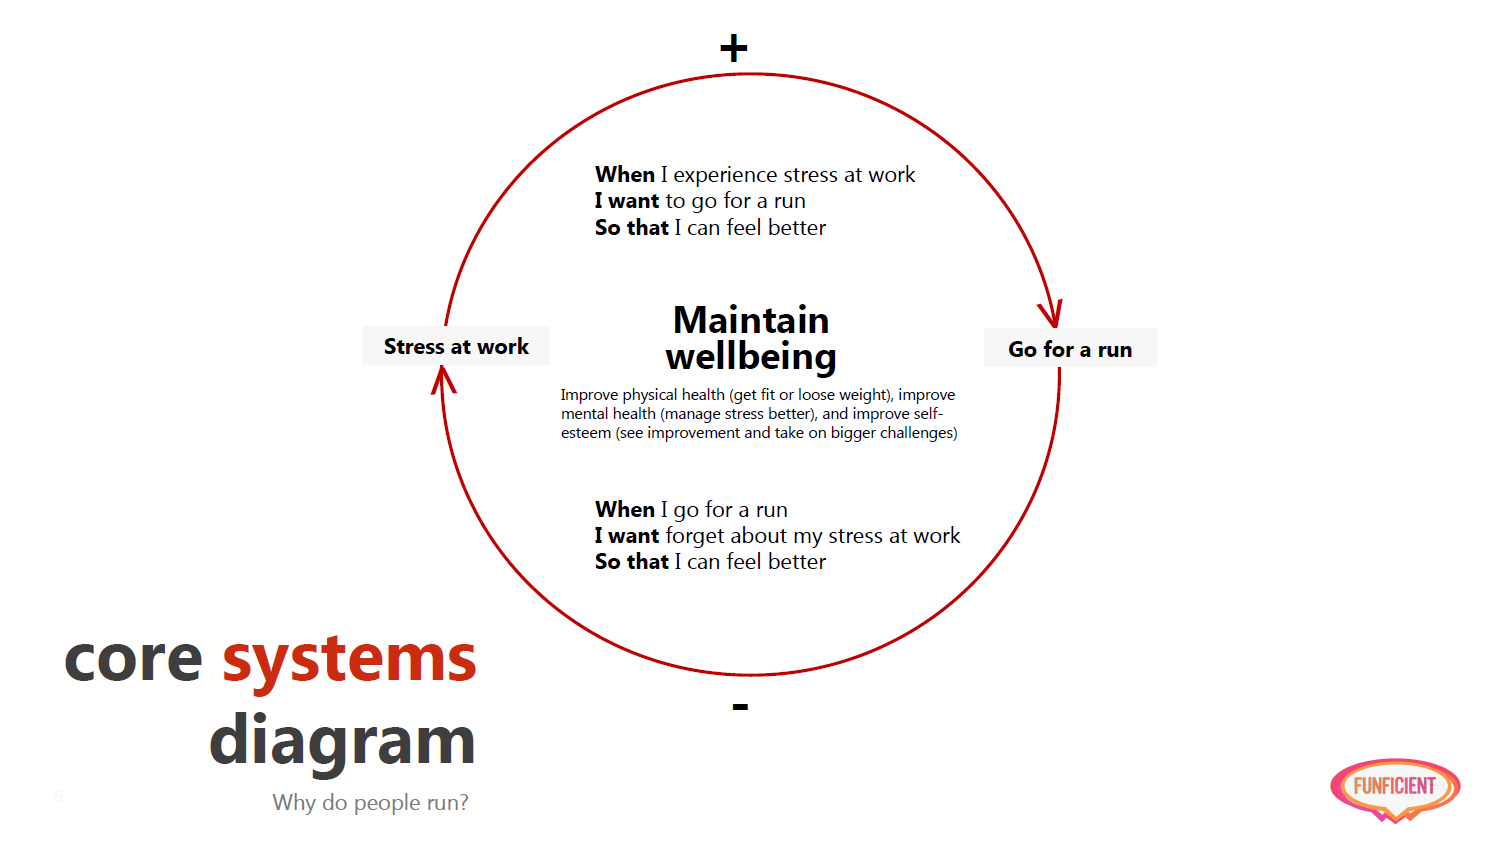 +
When I experience stress at work
I want to go for a run
So that I can feel better
Maintain
wellbeing
Stress at work
Go for a run
Improve physical health (get fit or loose weight), improve
mental health (manage stress better), and improve self-
esteem (see improvement and take on bigger challenges)
When I go for a run
I want forget about my stress at work
So that I can feel better
-
core systems
diagram
Why do people run?
5
FUNFICIENT